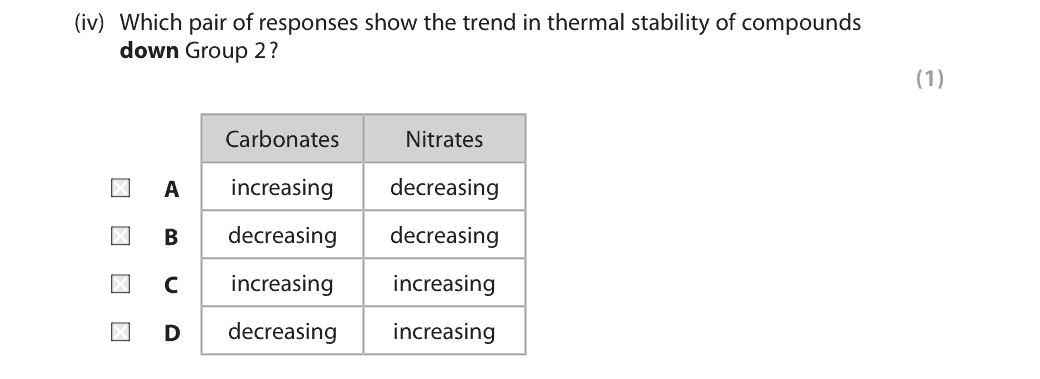 (iv) Which pair of responses show the trend in thermal stability of compounds
down Group 2?
(1)
Carbonates Nitrates
A increasing decreasing
B decreasing decreasing
C increasing increasing
D decreasing increasing